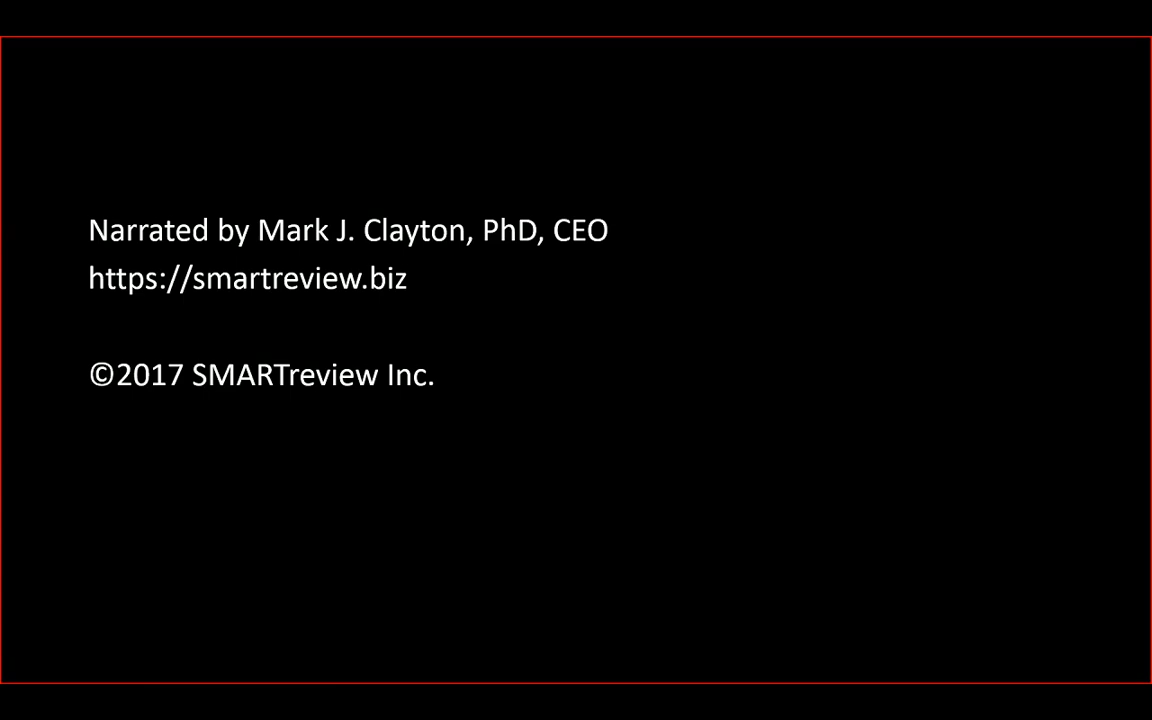 Narrated by Mark J. Clayton, PhD, CEO
https://smartreview.biz
©2017 SMARTreview Inc.